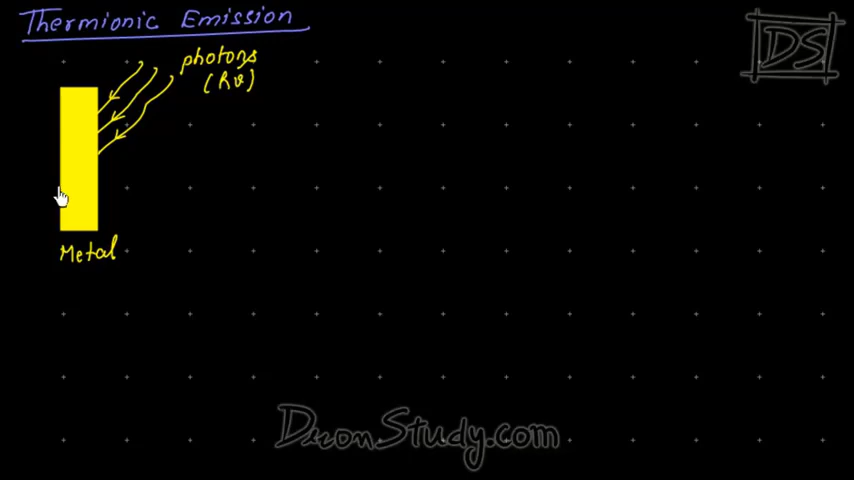 Thermionic Emission
DS
photons
(hν)
Metal
DronStudy.com